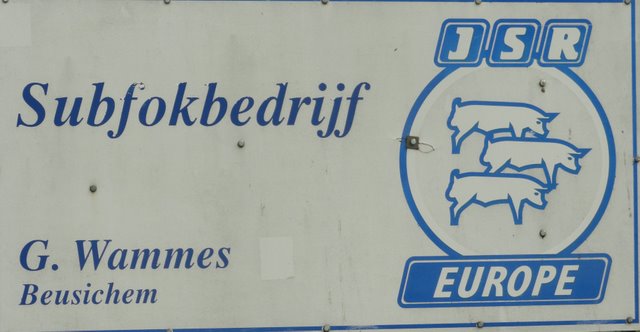 JSR
Subfokbedrijf
G. Wammes
Beusichem
EUROPE